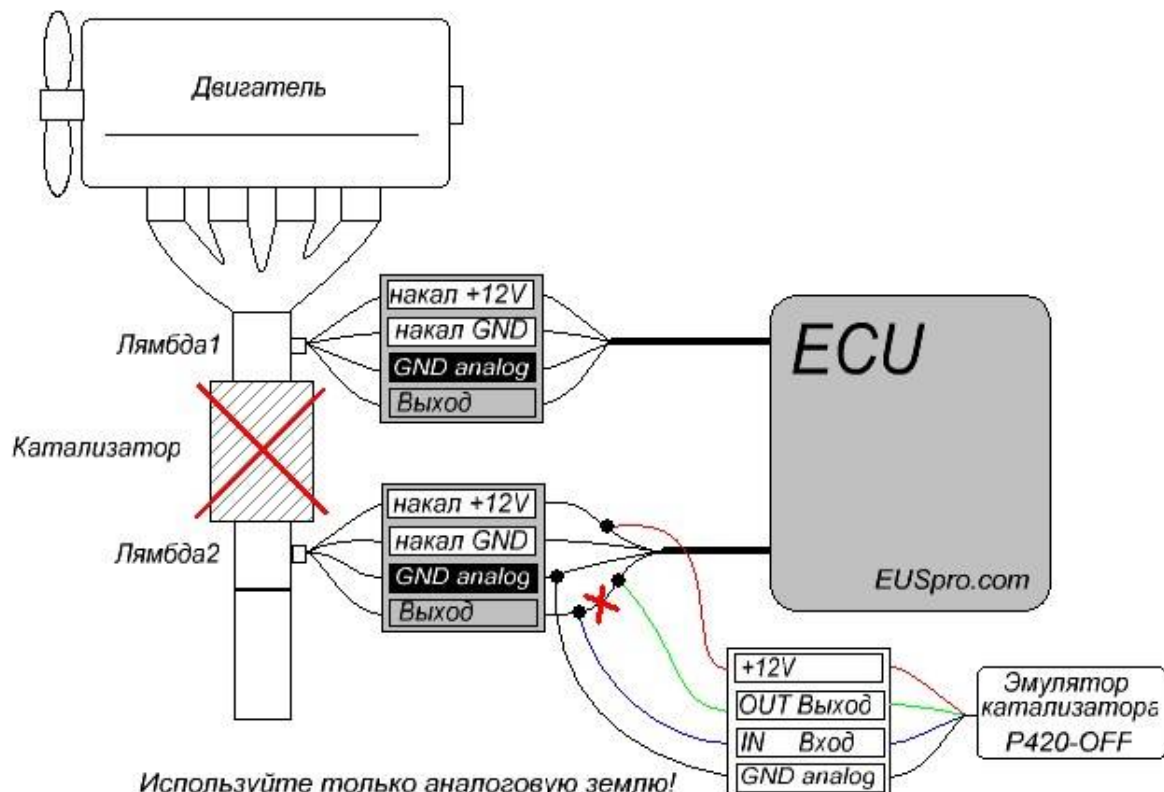 Двигатель
Лямбда1
накал +12V
накал GND
GND analog
Выход
ECU
Катализатор
Лямбда2
накал +12V
накал GND
GND analog
Выход
EUSpro.com
+12V
OUT Выход
IN Вход
GND analog
Эмулятор
катализатора
P420-OFF
Используйте только аналоговую землю!